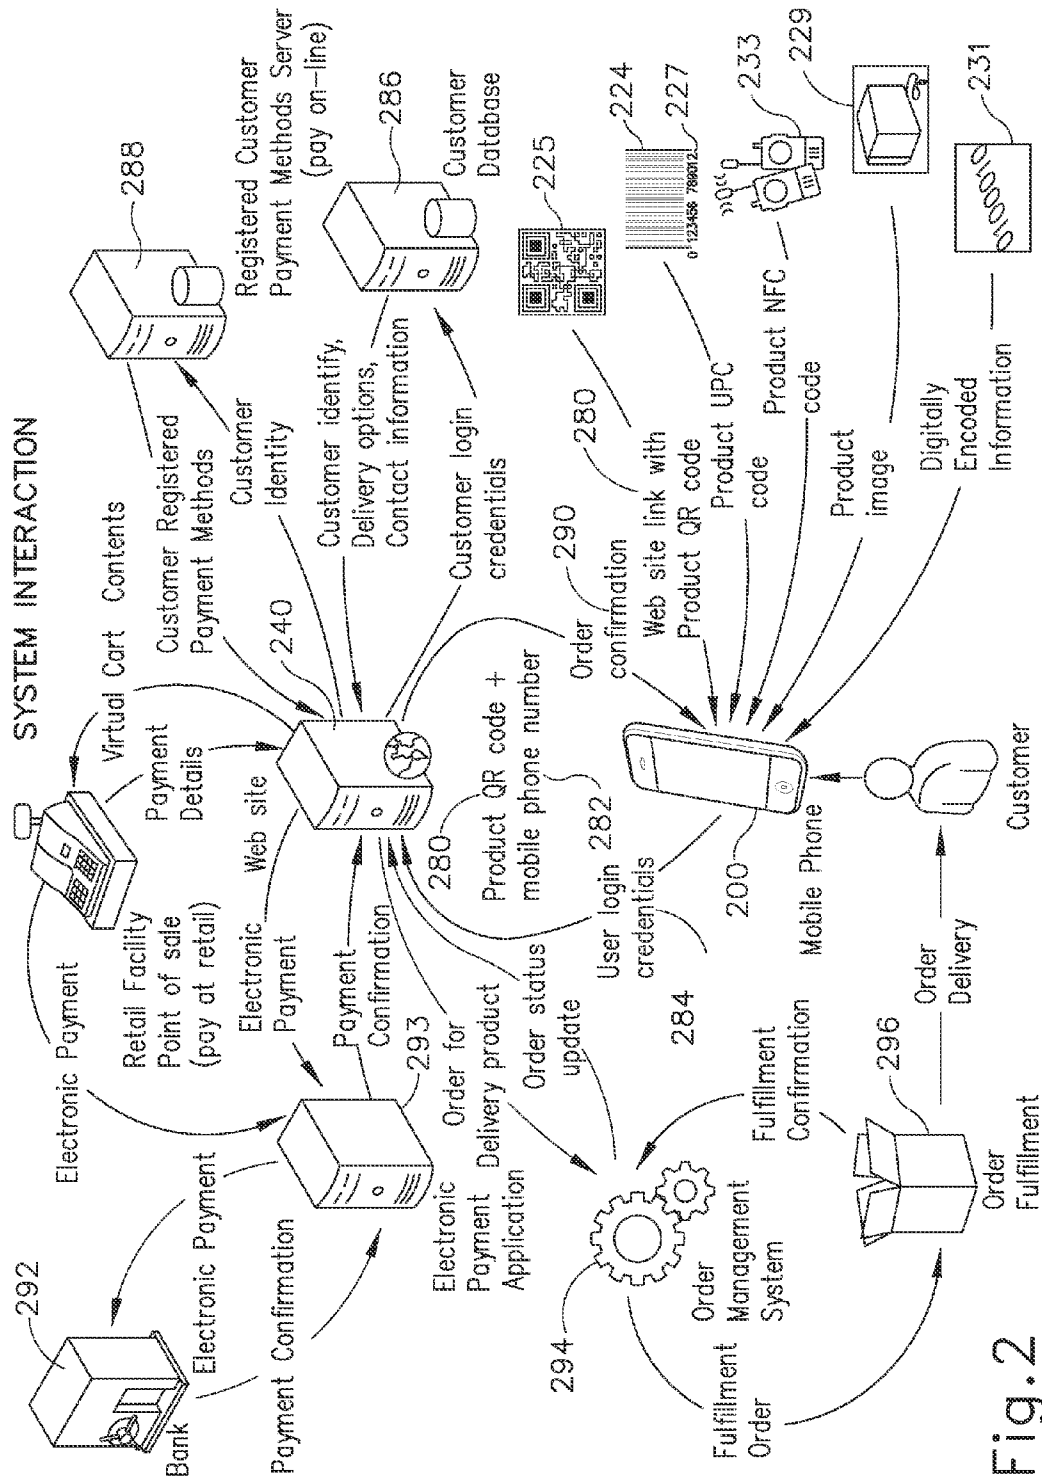 SYSTEM INTERACTION
292
Bank
Electronic Payment
Payment Confirmation
Electronic Payment
Retail Facility
Point of sale
(pay at retail)
Virtual Cart Contents
Payment
Details
Web site
240
Electronic
Payment
Payment
Confirmation
293
Electronic
Payment
Application
Customer Registered
Payment Methods
Customer
Identity
288
Registered Customer
Payment Methods Server
(pay on-line)
Customer identify,
Delivery options,
Contact information
Customer login
credentials
286
Customer
Database
Order for
Delivery product
Order status
update
280
Product QR code +
mobile phone number
282
User login
credentials
284
Order
confirmation
290
280
Web site link with
Product QR code
225
Product UPC
code
224
227
0 123456 789012
Product NFC
code
233
Product
image
229
Digitally
Encoded
Information
231
0100101
200
Mobile Phone
Customer
294
Order
Management
System
Fulfillment
Order
Fulfillment
Confirmation
296
Order
Fulfillment
Order
Delivery
Fig.2